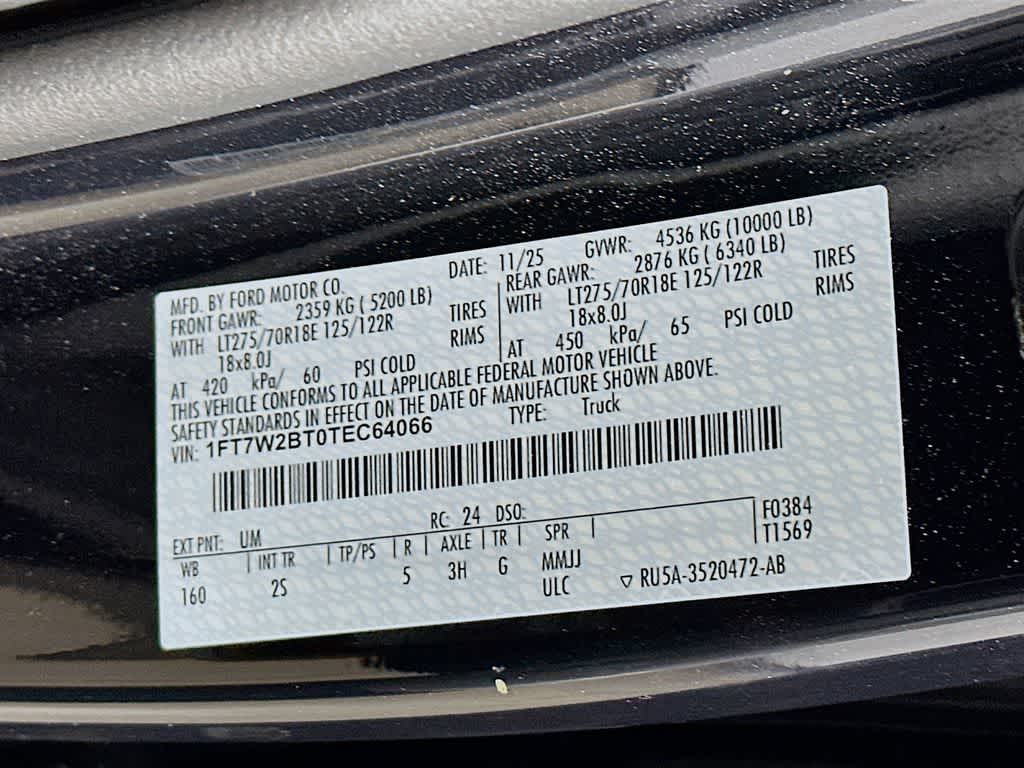 MFD. BY FORD MOTOR CO. DATE: 11/25 GVWR: 4536 KG (10000 LB)
FRONT GAWR: 2359 KG ( 5200 LB) REAR GAWR: 2876 KG ( 6340 LB)
WITH LT275/70R18E 125/122R TIRES WITH LT275/70R18E 125/122R TIRES
18x8.0J RIMS 18x8.0J RIMS
AT 420 kPa/ 60 PSI COLD AT 450 kPa/ 65 PSI COLD
THIS VEHICLE CONFORMS TO ALL APPLICABLE FEDERAL MOTOR VEHICLE
SAFETY STANDARDS IN EFFECT ON THE DATE OF MANUFACTURE SHOWN ABOVE.
VIN: 1FT7W2BT0TEC64066 TYPE: Truck
EXT PNT: UM RC: 24 DSO: F0384
WB | INT TR | TP/PS | R | AXLE | TR | SPR | T1569
160 2S 5 3H G MMJJ
ULC ▽ RU5A-3520472-AB